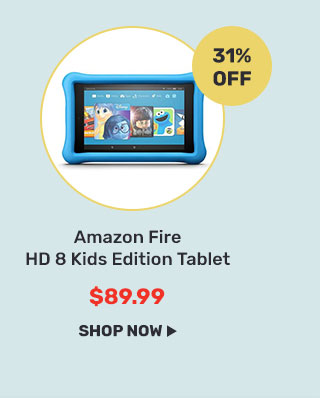 31%
OFF
Amazon Fire
HD 8 Kids Edition Tablet
$89.99
SHOP NOW ▶